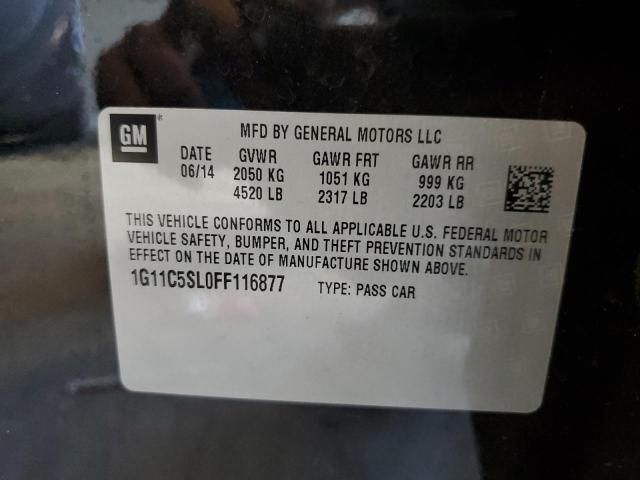 GM
MFD BY GENERAL MOTORS LLC
DATE GVWR GAWR FRT GAWR RR
06/14 2050 KG 1051 KG 999 KG
4520 LB 2317 LB 2203 LB
THIS VEHICLE CONFORMS TO ALL APPLICABLE U.S. FEDERAL MOTOR
VEHICLE SAFETY, BUMPER, AND THEFT PREVENTION STANDARDS IN
EFFECT ON THE DATE OF MANUFACTURE SHOWN ABOVE.
1G11C5SL0FF116877 TYPE: PASS CAR